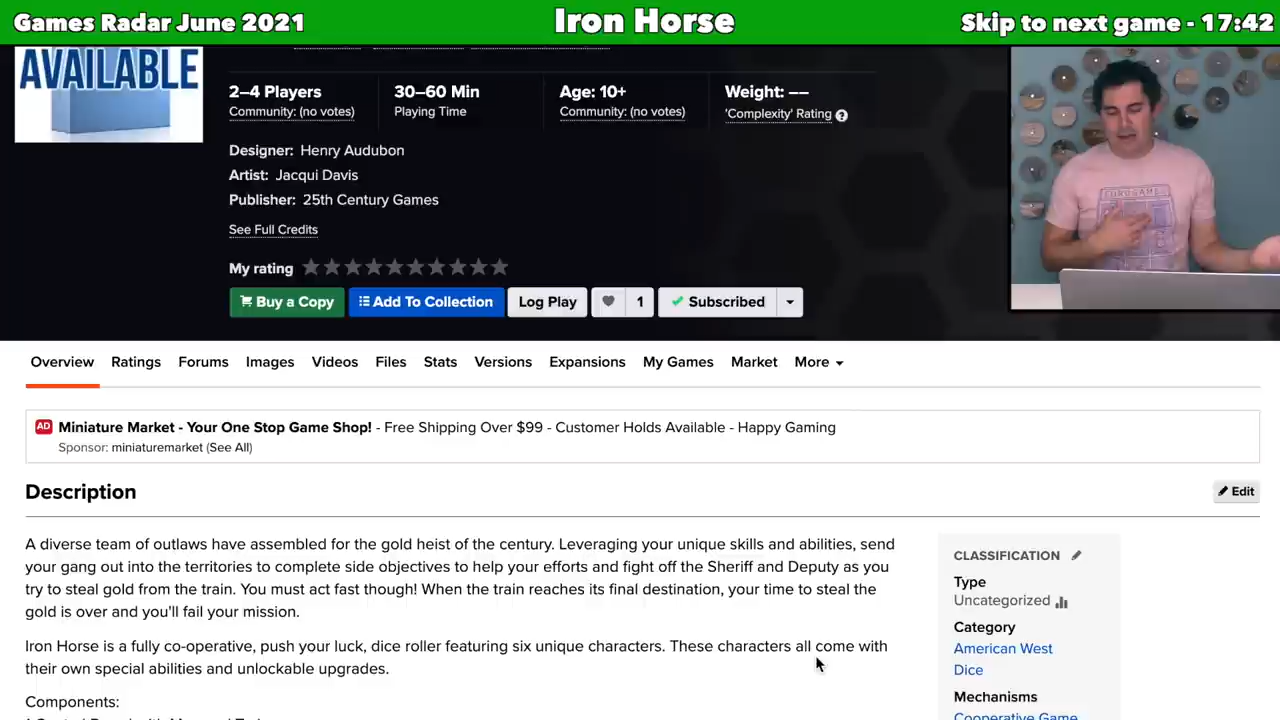 Games Radar June 2021
Iron Horse
Skip to next game - 17:42
AVAILABLE
2–4 Players
30–60 Min
Age: 10+
Weight: --
Community: (no votes)
Playing Time
Community: (no votes)
'Complexity' Rating ?
Designer: Henry Audubon
Artist: Jacqui Davis
Publisher: 25th Century Games
See Full Credits
My rating
Buy a Copy
Add To Collection
Log Play
1
Subscribed
Overview
Ratings
Forums
Images
Videos
Files
Stats
Versions
Expansions
My Games
Market
More
AD Miniature Market - Your One Stop Game Shop! - Free Shipping Over $99 - Customer Holds Available - Happy Gaming
Sponsor: miniaturemarket (See All)
Description
Edit
A diverse team of outlaws have assembled for the gold heist of the century. Leveraging your unique skills and abilities, send
your gang out into the territories to complete side objectives to help your efforts and fight off the Sheriff and Deputy as you
try to steal gold from the train. You must act fast though! When the train reaches its final destination, your time to steal the
gold is over and you'll fail your mission.
Iron Horse is a fully co-operative, push your luck, dice roller featuring six unique characters. These characters all come with
their own special abilities and unlockable upgrades.
Components:
CLASSIFICATION
Type
Uncategorized
Category
American West
Dice
Mechanisms
Cooperative Game